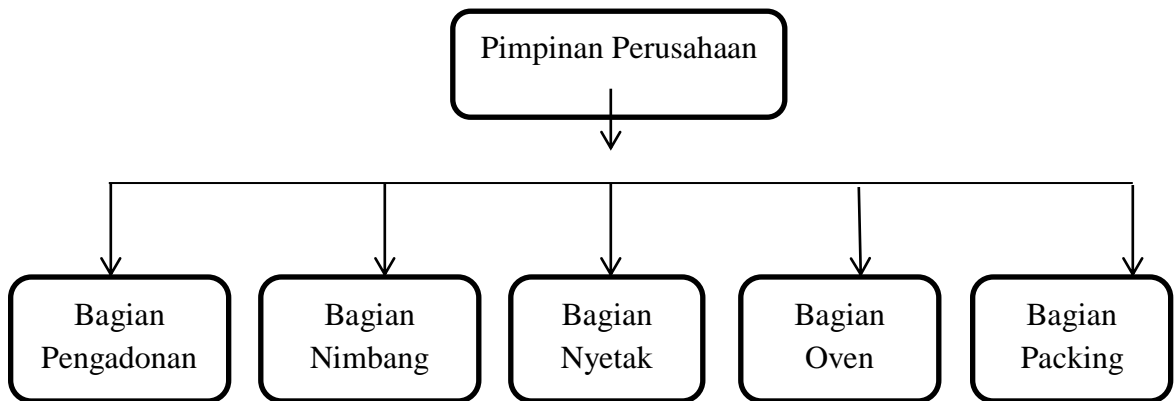 Pimpinan Perusahaan
Bagian
Pengadonan
Bagian
Nimbang
Bagian
Nyetak
Bagian
Oven
Bagian
Packing